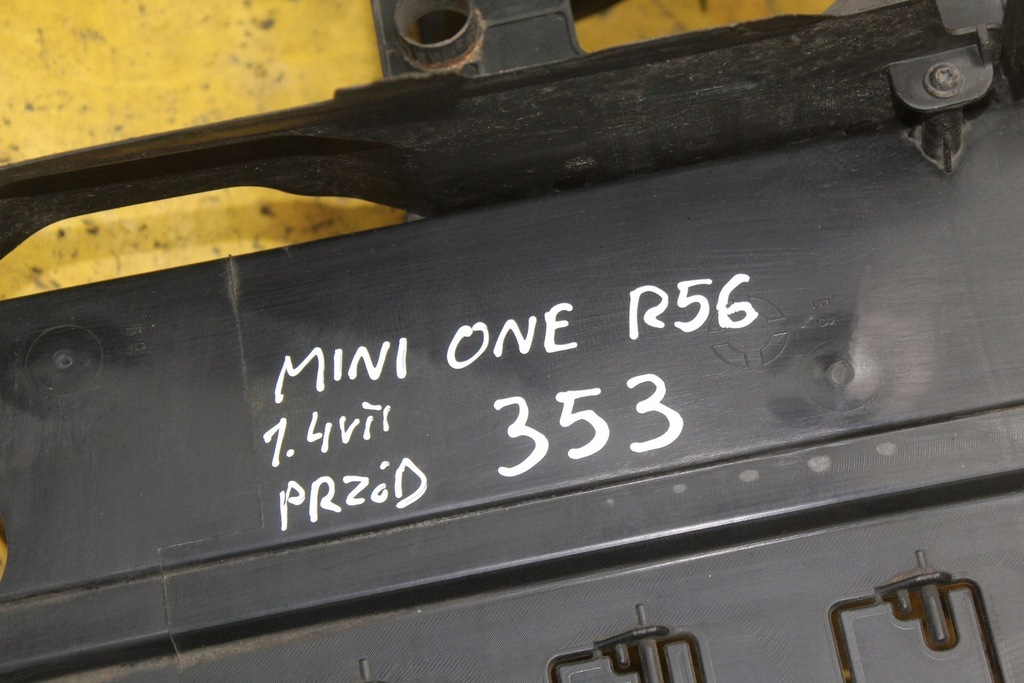 MINI ONE R56
1.4VTi 353
PRZÓD